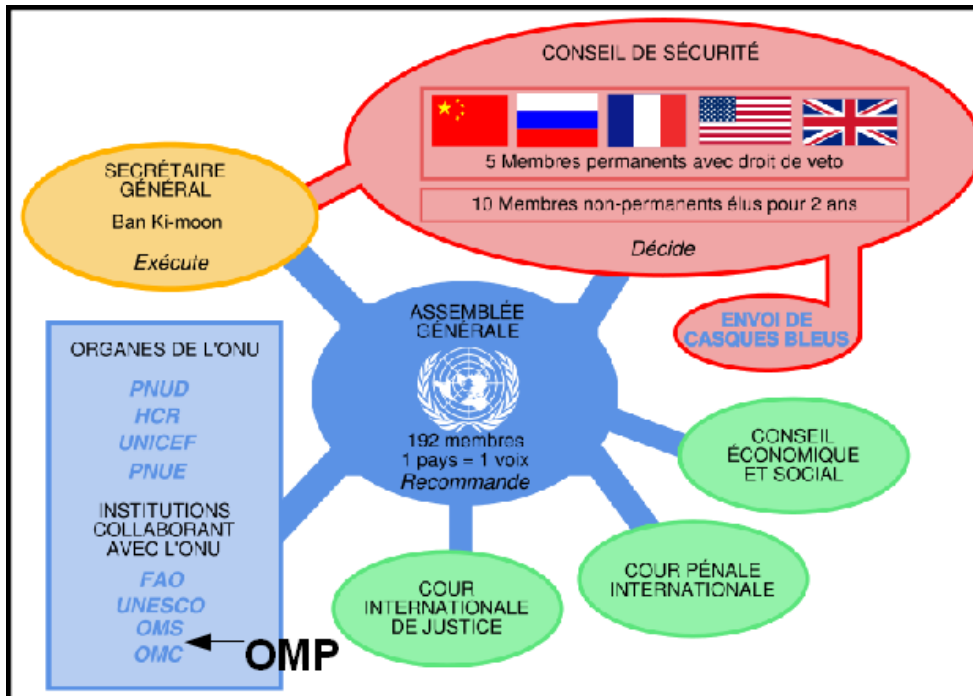 CONSEIL DE SÉCURITÉ
5 Membres permanents avec droit de veto
10 Membres non-permanents élus pour 2 ans
Décide
ENVOI DE
CASQUES BLEUS
SECRÉTAIRE
GÉNÉRAL
Ban Ki-moon
Exécute
ASSEMBLÉE
GÉNÉRALE
192 membres
1 pays = 1 voix
Recommande
ORGANES DE L'ONU
PNUD
HCR
UNICEF
PNUE
INSTITUTIONS
COLLABORANT
AVEC L'ONU
FAO
UNESCO
OMS
OMC
OMP
COUR
INTERNATIONALE
DE JUSTICE
COUR PÉNALE
INTERNATIONALE
CONSEIL
ÉCONOMIQUE
ET SOCIAL